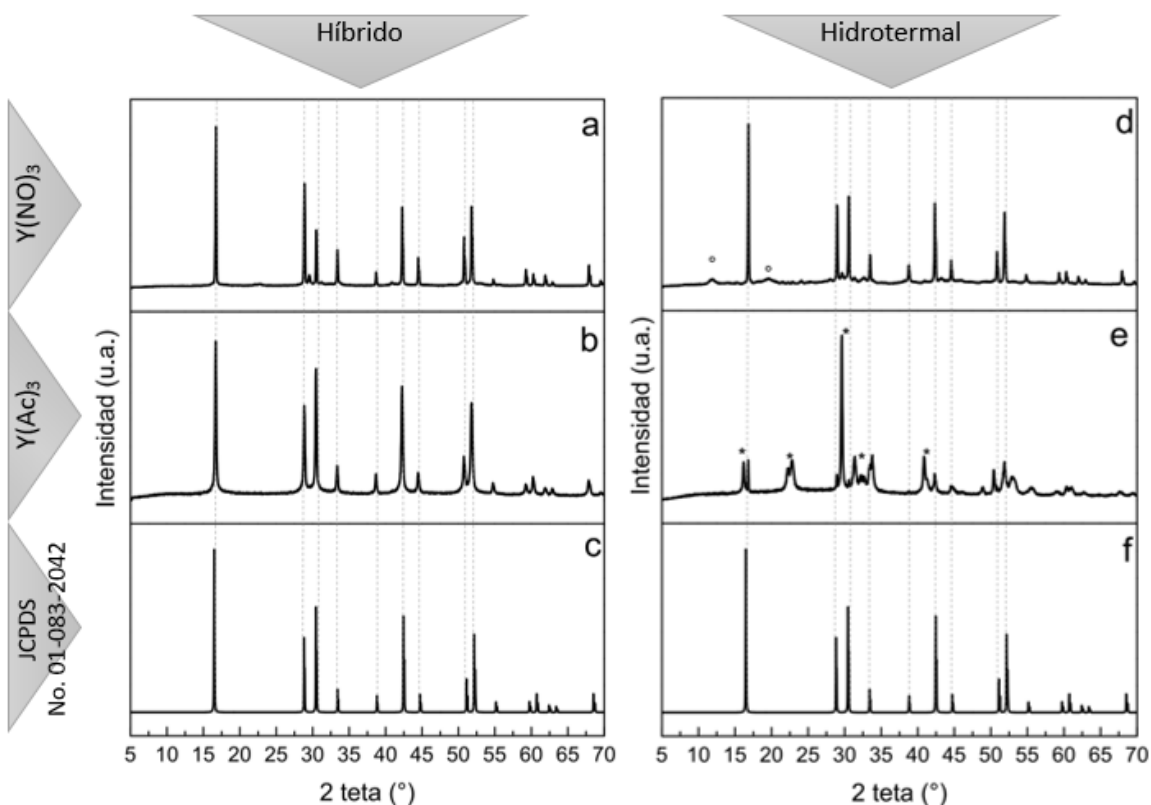 Híbrido
Hidrotermal
Y(NO)₃
Y(Ac)₃
JCPDS
No. 01-083-2042
Intensidad (u.a.)
a
b
c
5 10 15 20 25 30 35 40 45 50 55 60 65 70
2 teta (°)
Intensidad (u.a.)
d
° °
e
* * * * *
f
5 10 15 20 25 30 35 40 45 50 55 60 65 70
2 teta (°)